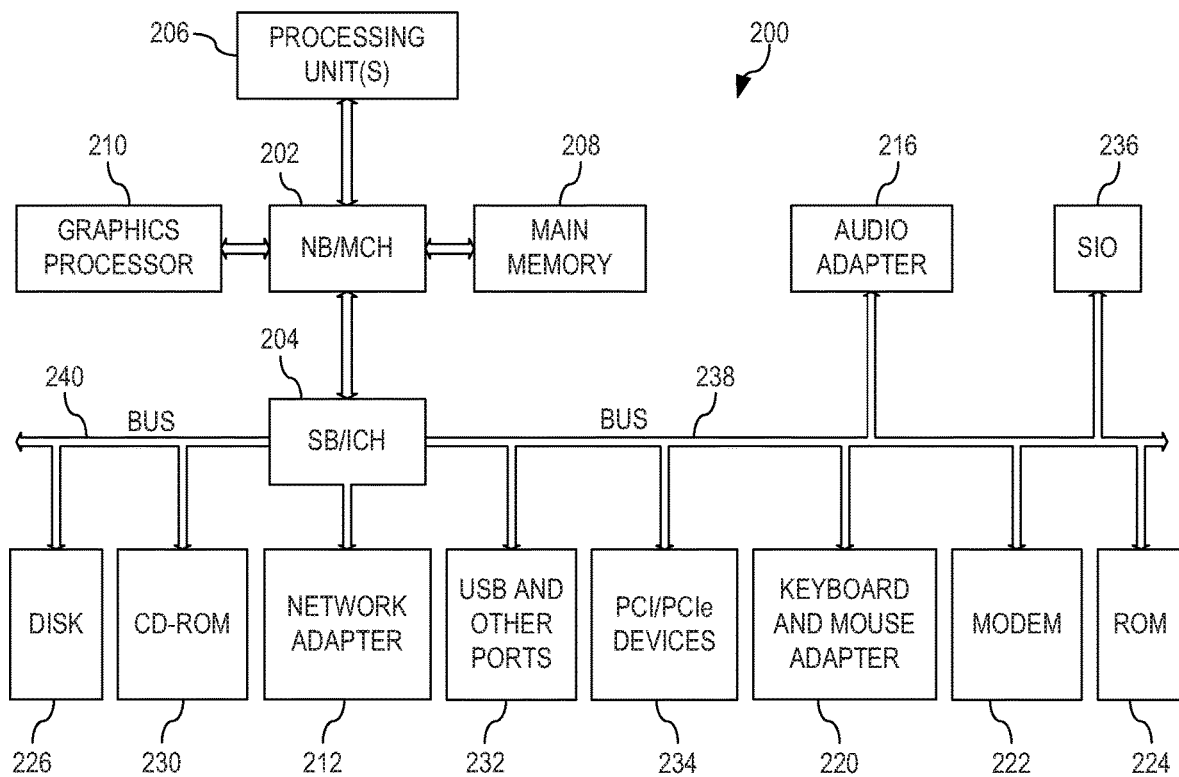 206
PROCESSING
UNIT(S)
200
210
202
208
216
236
GRAPHICS
PROCESSOR
NB/MCH
MAIN
MEMORY
AUDIO
ADAPTER
SIO
204
240
BUS
SB/ICH
BUS
238
DISK
CD-ROM
NETWORK
ADAPTER
USB AND
OTHER
PORTS
PCI/PCIe
DEVICES
KEYBOARD
AND MOUSE
ADAPTER
MODEM
ROM
226
230
212
232
234
220
222
224